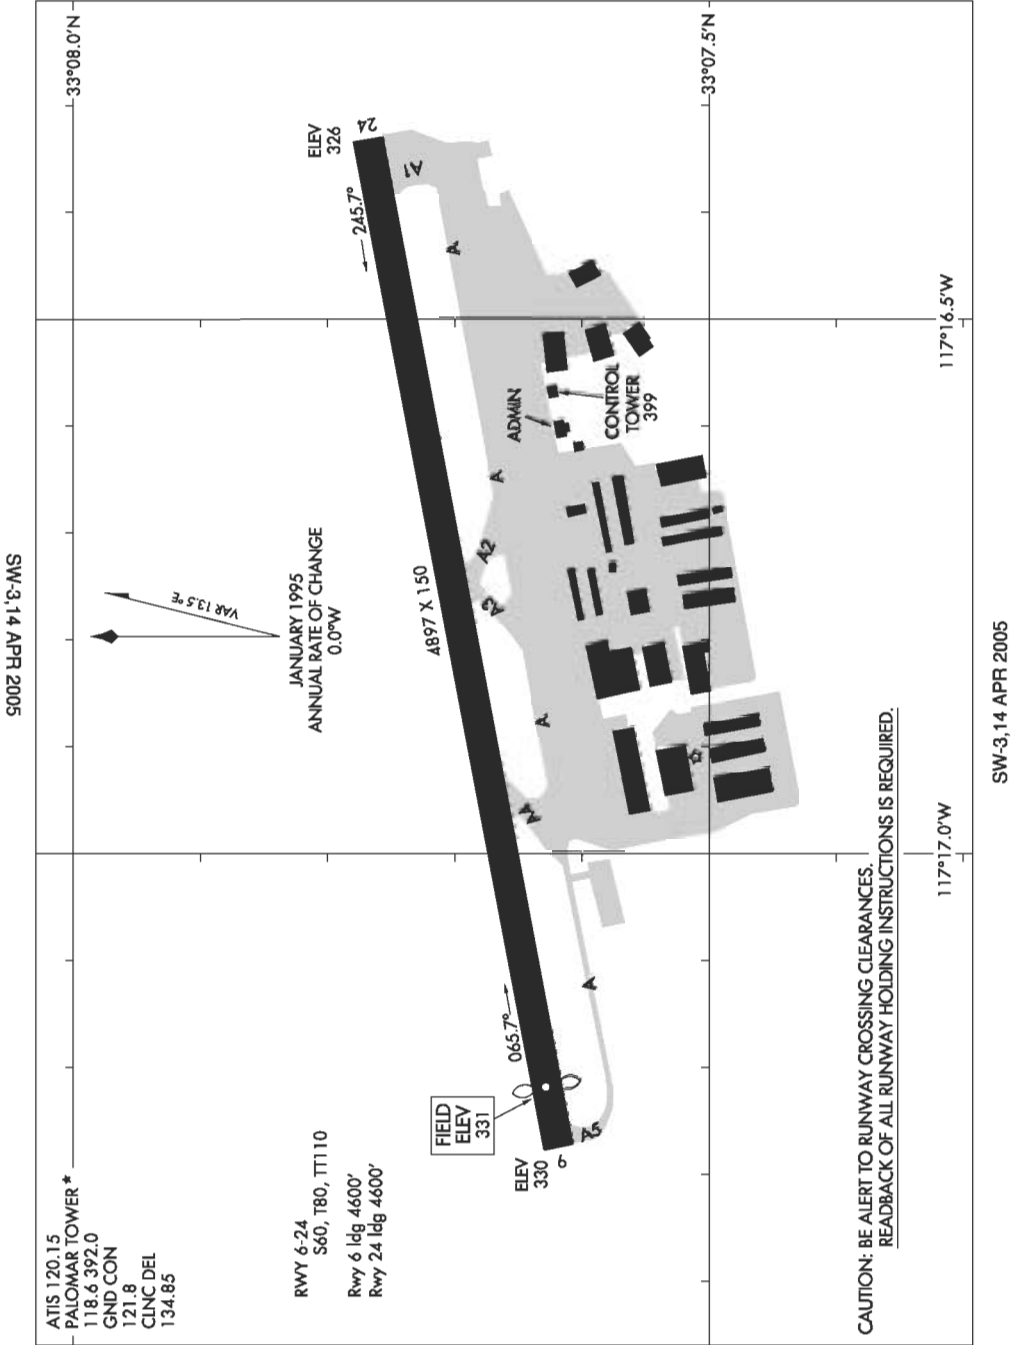 ATIS 120.15
PALOMAR TOWER*
118.6 392.0
GND CON
121.8
CLNC DEL
134.85
RWY 6-24
S60, T80, TT110
Rwy 6 ldg 4600'
Rwy 24 ldg 4600'
JANUARY 1995
ANNUAL RATE OF CHANGE
0.0°W
VAR 13.5°E
33°08.0'N
33°07.5'N
ELEV
326
24
245.7°
A1
A
4897 X 150
A
A2
A3
A
A4
A
A5
065.7°
FIELD
ELEV
331
ELEV
330
6
ADMIN
CONTROL
TOWER
399
117°16.5'W
117°17.0'W
CAUTION: BE ALERT TO RUNWAY CROSSING CLEARANCES.
READBACK OF ALL RUNWAY HOLDING INSTRUCTIONS IS REQUIRED.
SW-3,14 APR 2005
SW-3,14 APR 2005